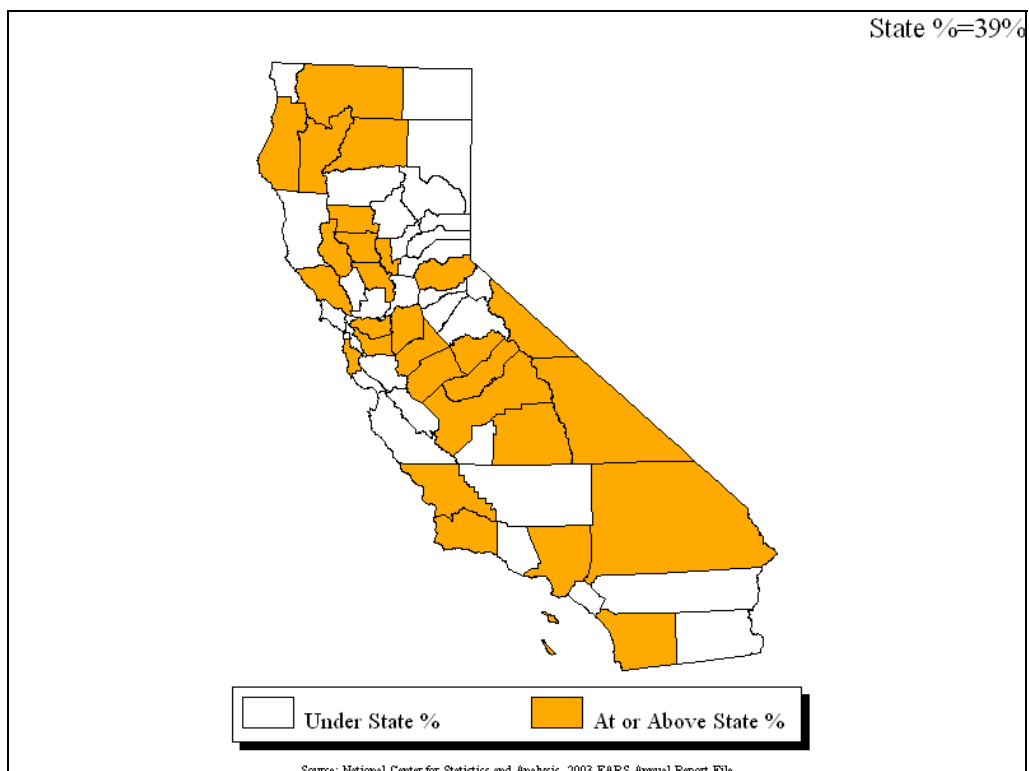 State %=39%
Under State %
At or Above State %
Source: National Center for Statistics and Analysis, 2003 FARS Annual Report File